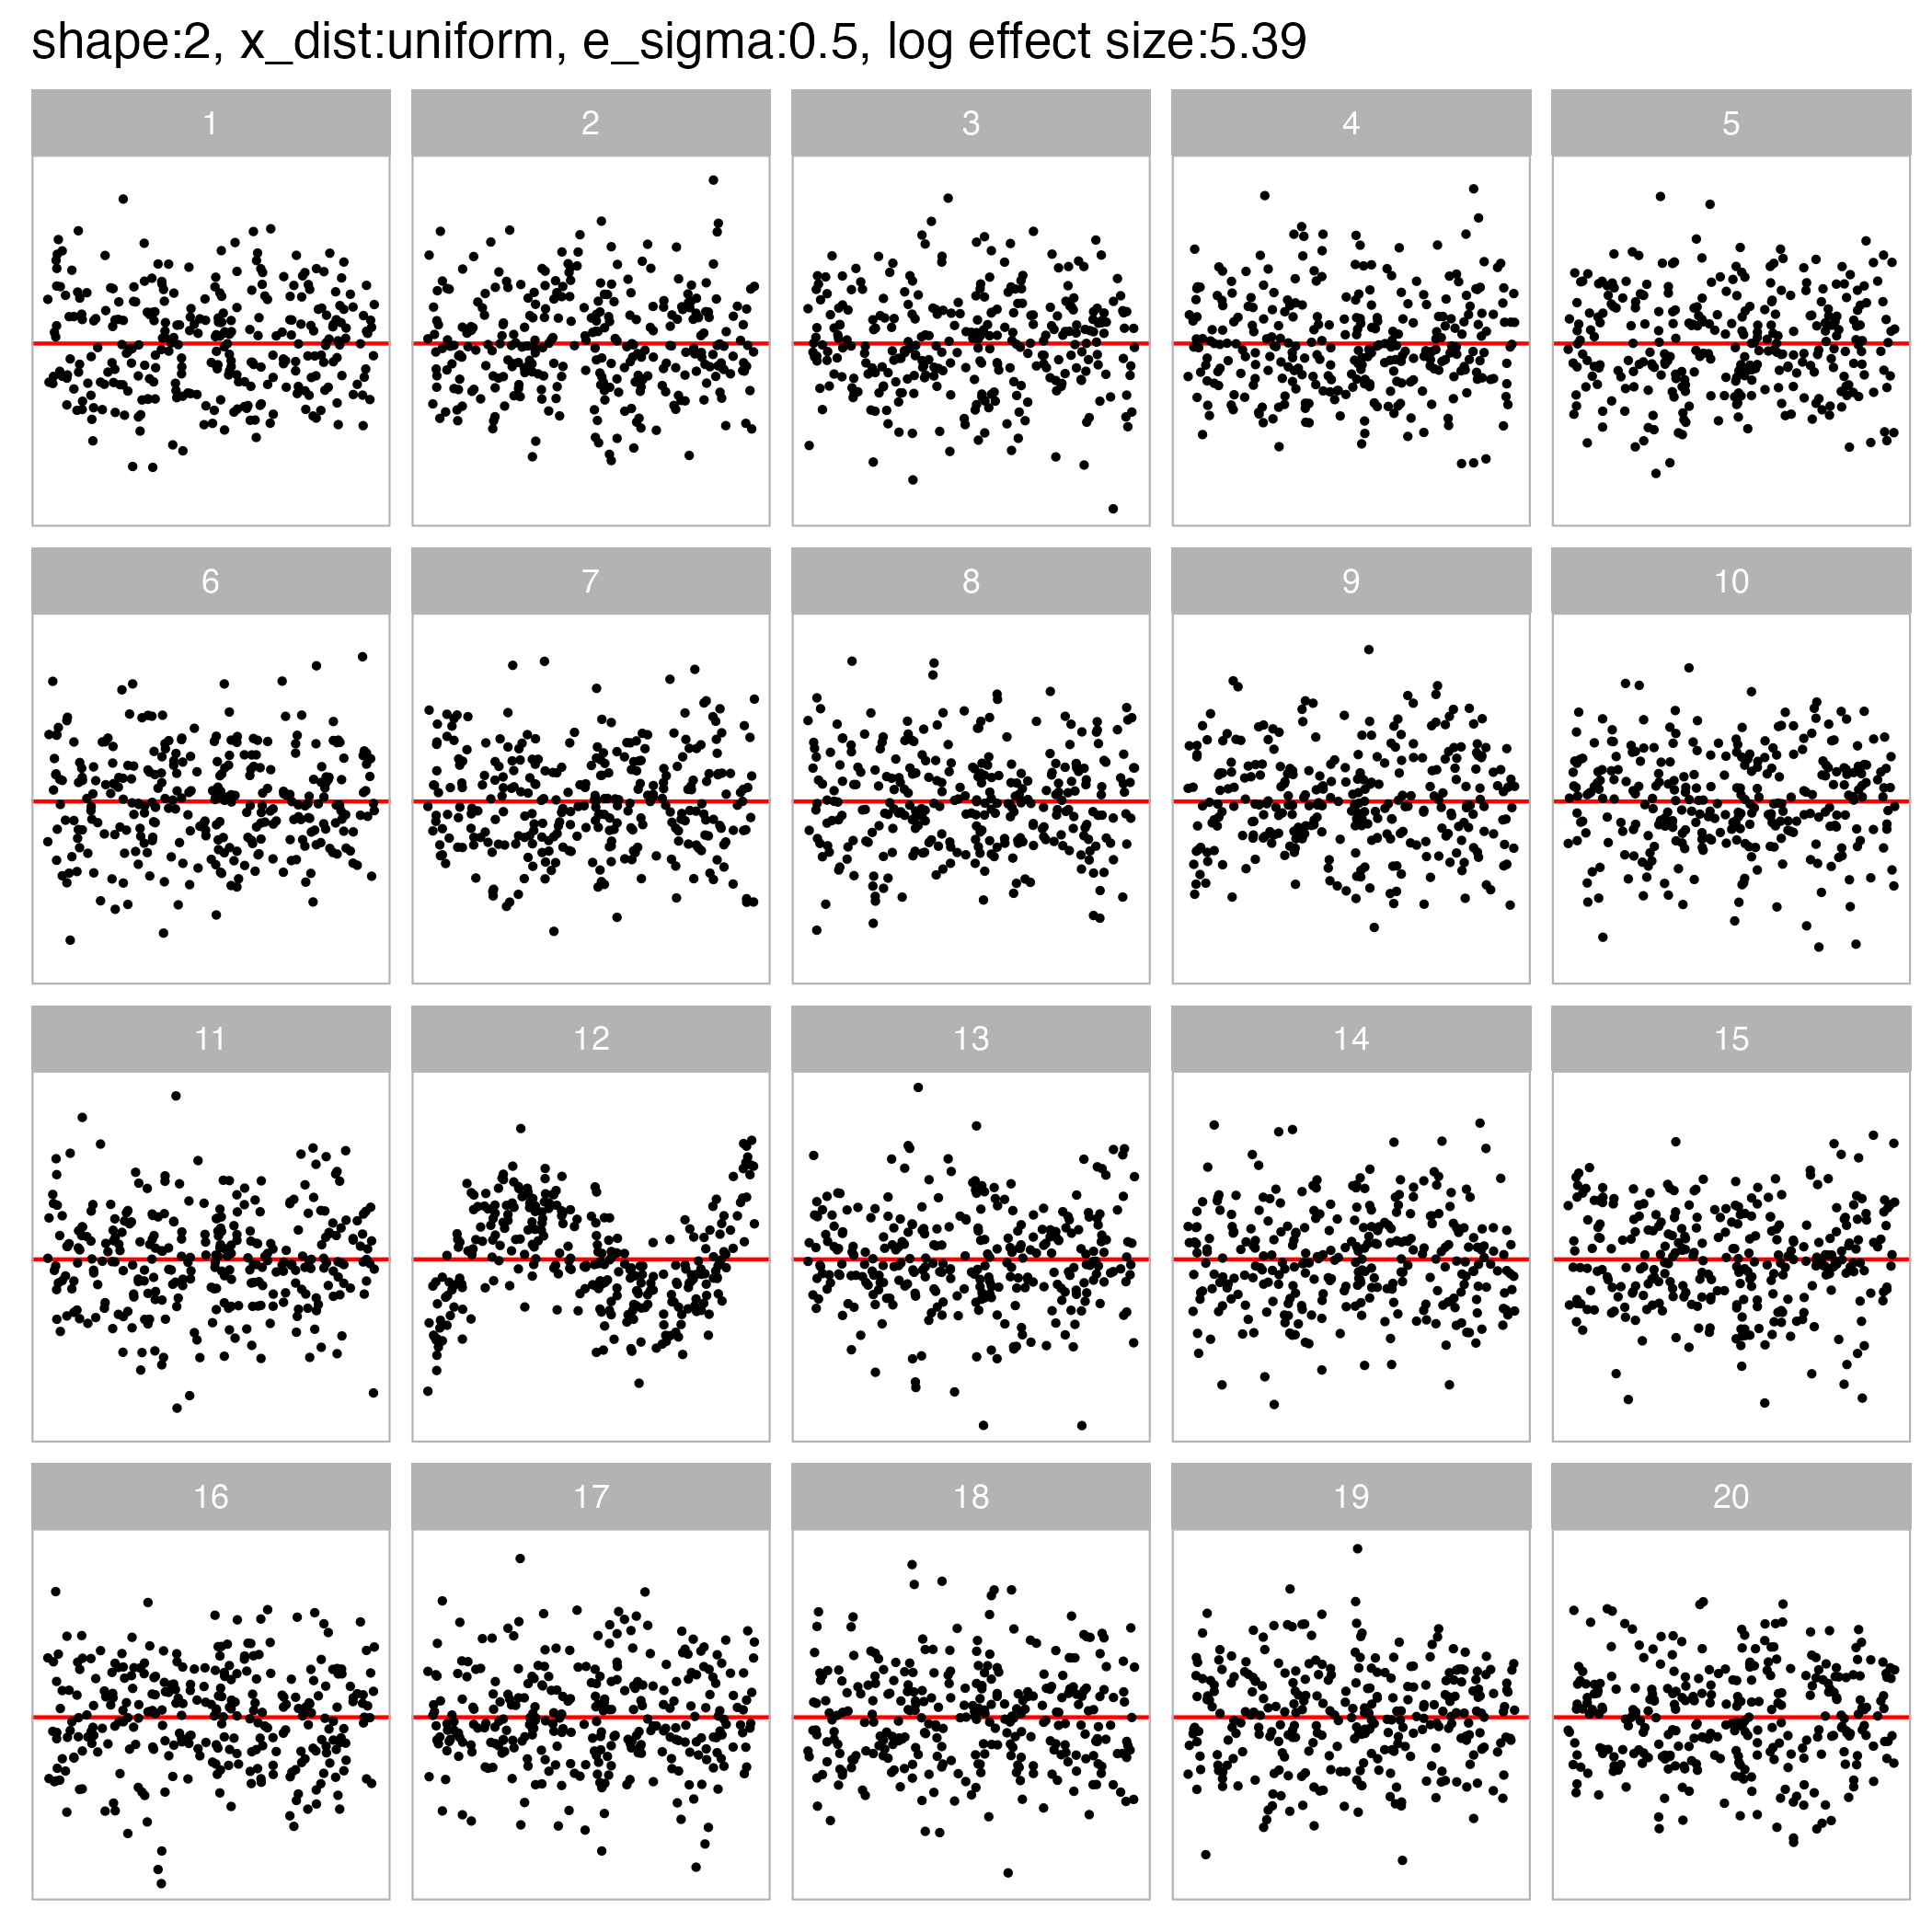 shape:2, x_dist:uniform, e_sigma:0.5, log effect size:5.39
1 2 3 4 5
6 7 8 9 10
11 12 13 14 15
16 17 18 19 20